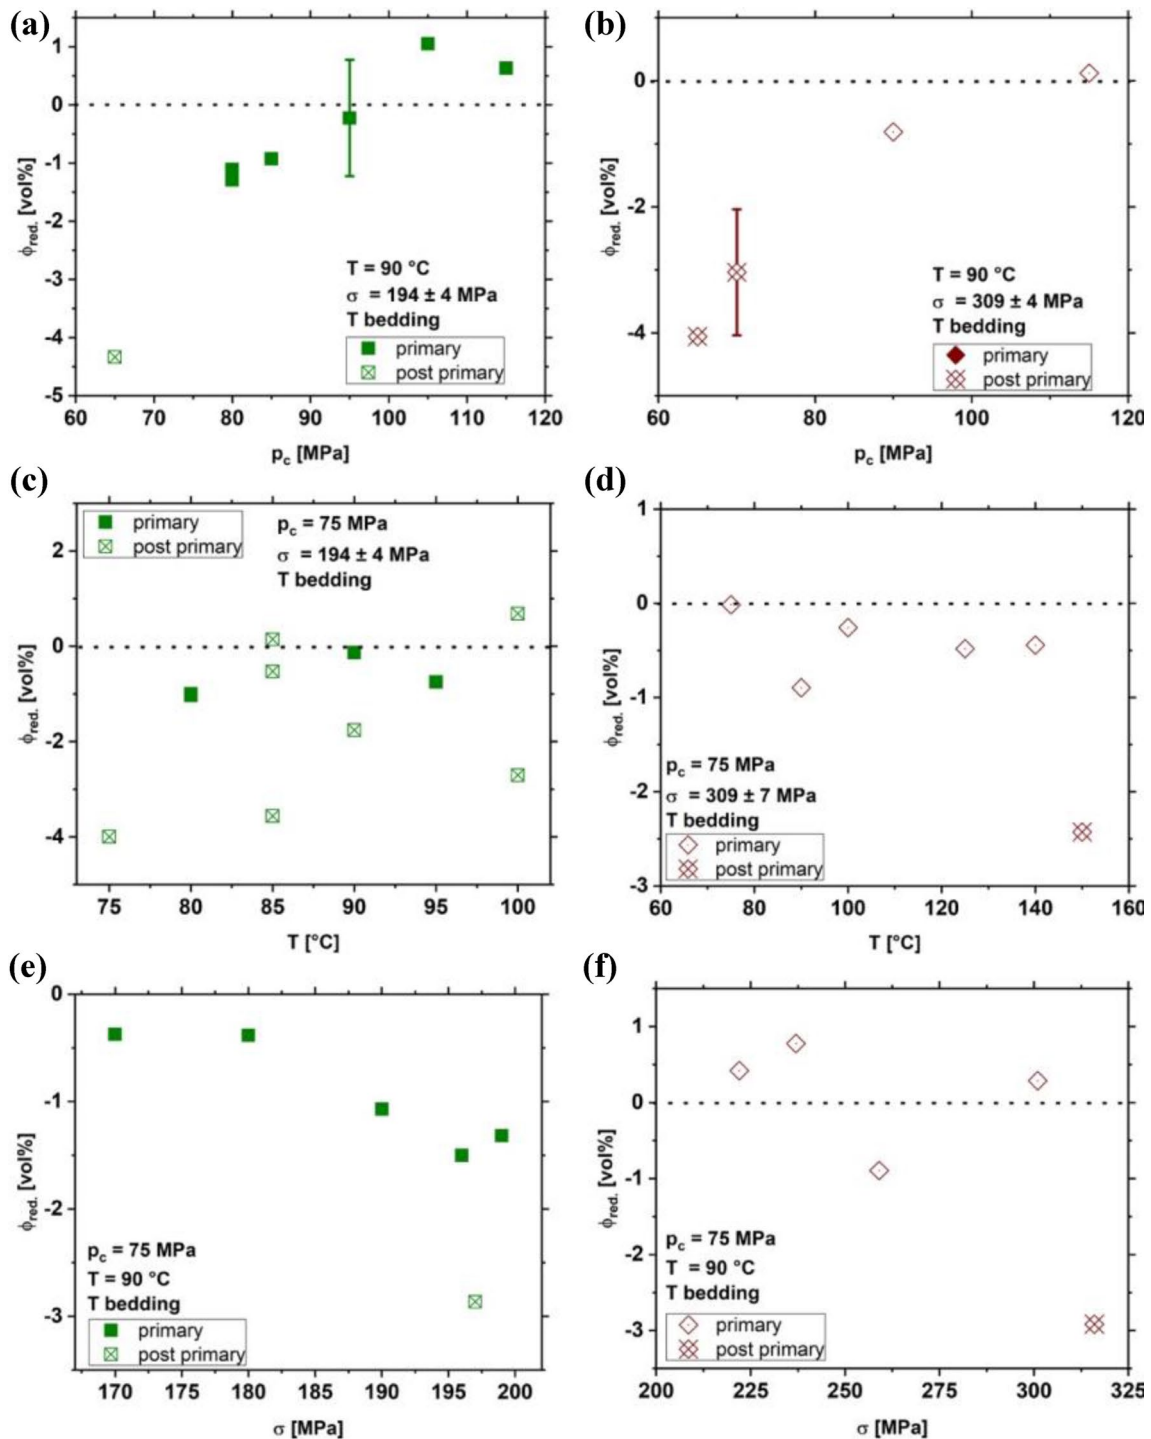 (a)
1
0
-1
-2
-3
-4
-5
ϕred. [vol%]
T = 90 °C
σ = 194 ± 4 MPa
T bedding
primary
post primary
60 70 80 90 100 110 120
pc [MPa]
(b)
0
-2
-4
ϕred. [vol%]
T = 90 °C
σ = 309 ± 4 MPa
T bedding
primary
post primary
60 80 100 120
pc [MPa]
(c)
2
0
-2
-4
ϕred. [vol%]
primary
post primary
pc = 75 MPa
σ = 194 ± 4 MPa
T bedding
75 80 85 90 95 100
T [°C]
(d)
1
0
-1
-2
-3
ϕred. [vol%]
pc = 75 MPa
σ = 309 ± 7 MPa
T bedding
primary
post primary
60 80 100 120 140 160
T [°C]
(e)
0
-1
-2
-3
ϕred. [vol%]
pc = 75 MPa
T = 90 °C
T bedding
primary
post primary
170 175 180 185 190 195 200
σ [MPa]
(f)
1
0
-1
-2
-3
ϕred. [vol%]
pc = 75 MPa
T = 90 °C
T bedding
primary
post primary
200 225 250 275 300 325
σ [MPa]